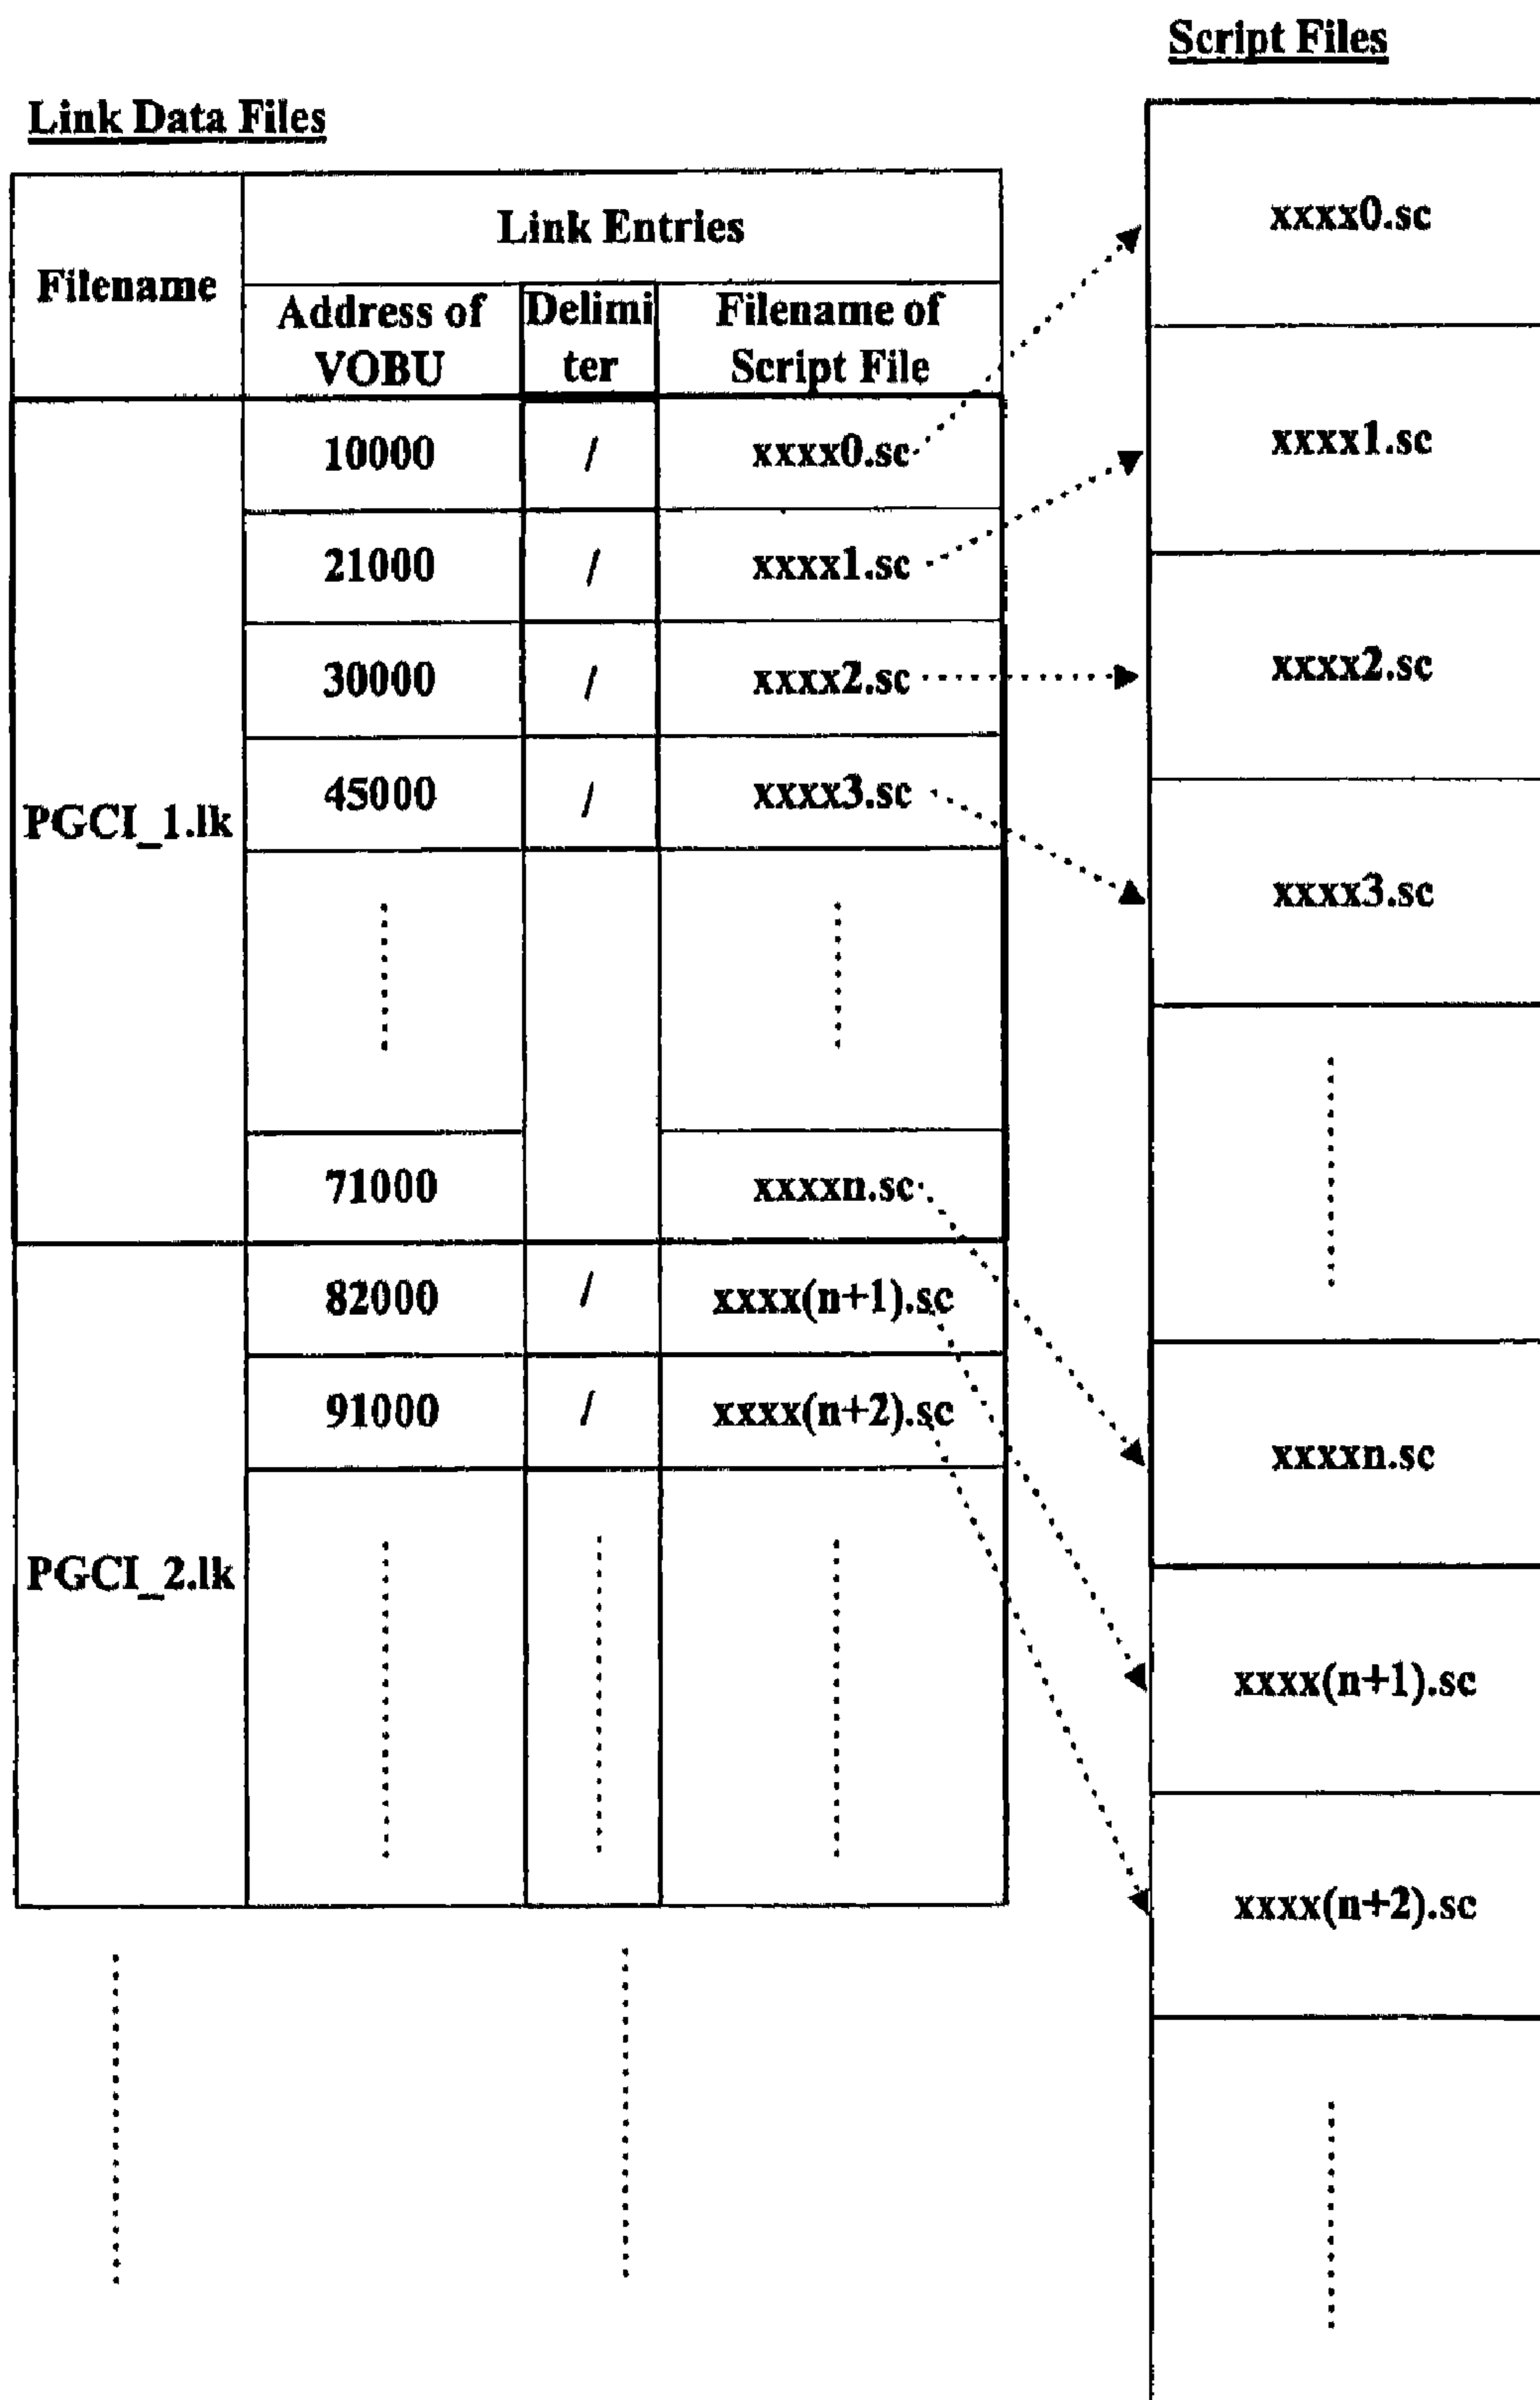 Script Files
Link Data Files
Filename
Link Entries
Address of
VOBU
Delimi
ter
Filename of
Script File
PGCI_1.lk
10000 / xxxx0.sc
21000 / xxxx1.sc
30000 / xxxx2.sc
45000 / xxxx3.sc
71000 xxxxn.sc
PGCI_2.lk
82000 / xxxx(n+1).sc
91000 / xxxx(n+2).sc
xxxx0.sc
xxxx1.sc
xxxx2.sc
xxxx3.sc
xxxxn.sc
xxxx(n+1).sc
xxxx(n+2).sc